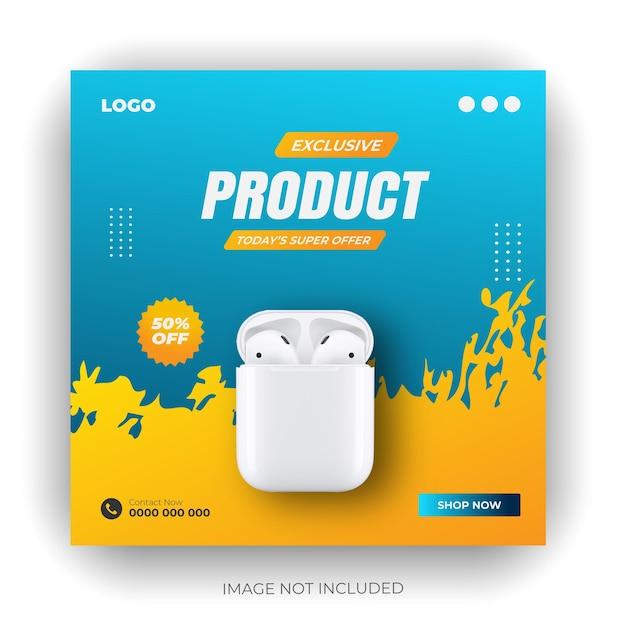 LOGO
EXCLUSIVE
PRODUCT
TODAY'S SUPER OFFER
50%
OFF
Contact Now
0000 000 000
SHOP NOW
IMAGE NOT INCLUDED